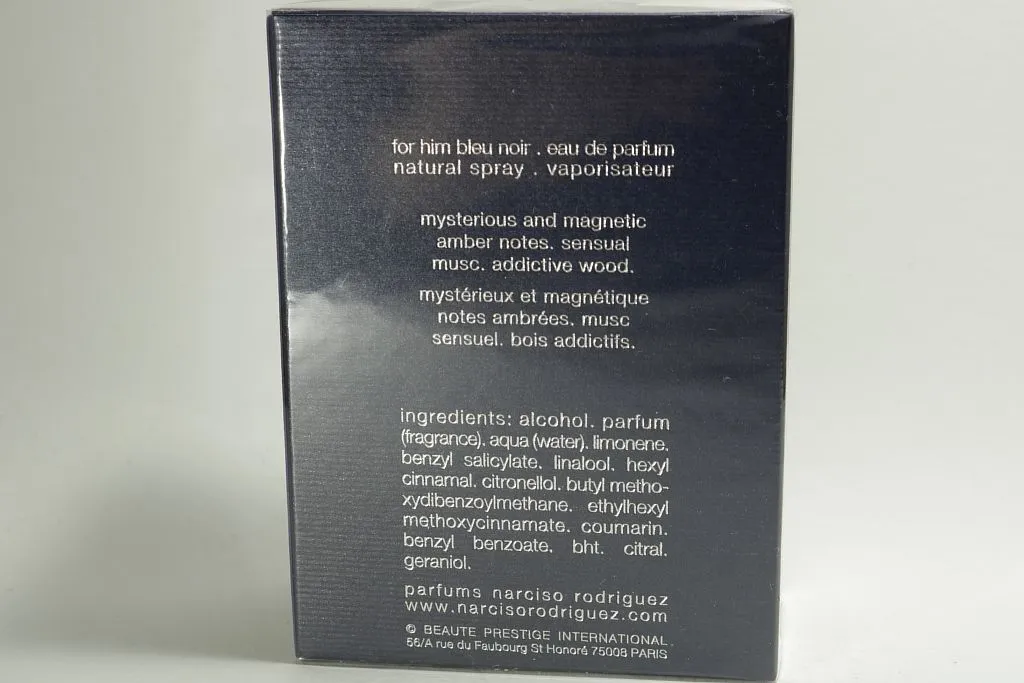 for him bleu noir . eau de parfum
natural spray . vaporisateur
mysterious and magnetic
amber notes. sensual
musc. addictive wood.
mystérieux et magnétique
notes ambrées. musc
sensuel. bois addictifs.
ingredients: alcohol. parfum
(fragrance). aqua (water). limonene.
benzyl salicylate. linalool. hexyl
cinnamal. citronellol. butyl metho-
xydibenzoylmethane. ethylhexyl
methoxycinnamate. coumarin.
benzyl benzoate. bht. citral.
geraniol.
parfums narciso rodriguez
www.narcisorodriguez.com
© BEAUTE PRESTIGE INTERNATIONAL.
56/A rue du Faubourg St Honoré 75008 PARIS